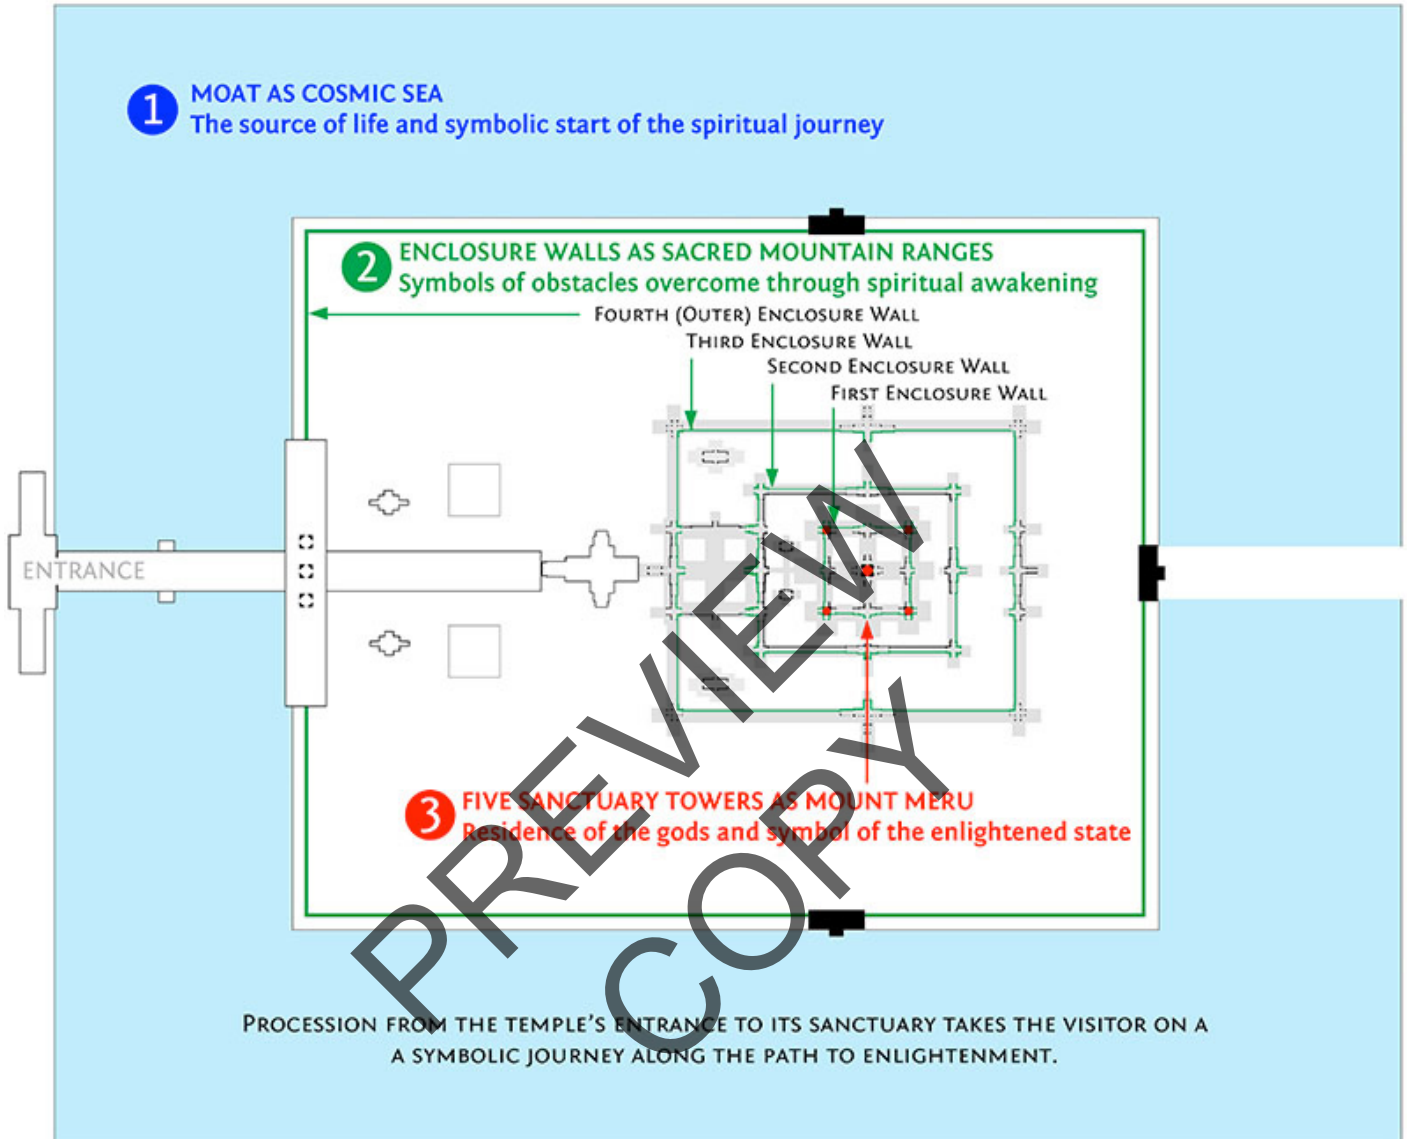 1 MOAT AS COSMIC SEA
The source of life and symbolic start of the spiritual journey
2 ENCLOSURE WALLS AS SACRED MOUNTAIN RANGES
Symbols of obstacles overcome through spiritual awakening
FOURTH (OUTER) ENCLOSURE WALL
THIRD ENCLOSURE WALL
SECOND ENCLOSURE WALL
FIRST ENCLOSURE WALL
ENTRANCE
PREVIEW
COPY
3 FIVE SANCTUARY TOWERS AS MOUNT MERU
Residence of the gods and symbol of the enlightened state
PROCESSION FROM THE TEMPLE'S ENTRANCE TO ITS SANCTUARY TAKES THE VISITOR ON A
A SYMBOLIC JOURNEY ALONG THE PATH TO ENLIGHTENMENT.